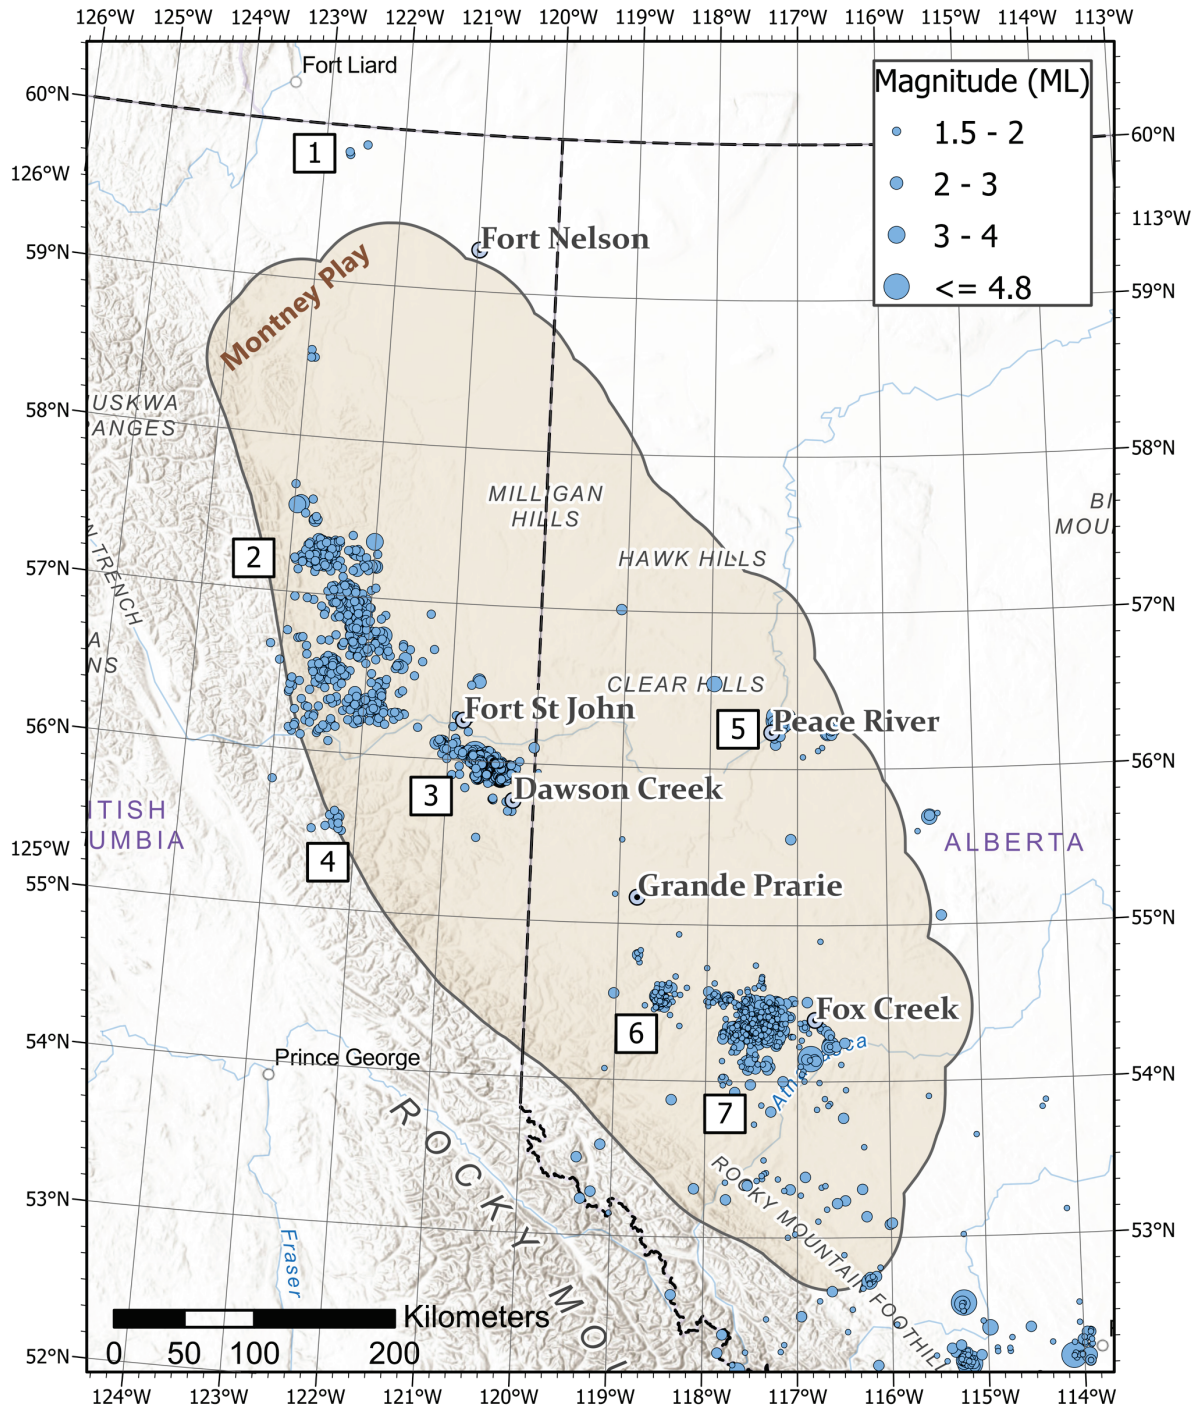 124°W 123°W 122°W 121°W 120°W 119°W 118°W 117°W 116°W 115°W 114°W 113°W
Fort Liard
Magnitude (ML)
1.5 - 2
2 - 3
3 - 4
<= 4.8
60°N
60°N
1
126°W
113°W
Fort Nelson
59°N
59°N
Montney Play
USKWA
ANGES
58°N
58°N
MILLIGAN
HILLS
BI
MOU
N TRENCH
HAWK HILLS
2
57°N
57°N
A
NS
CLEAR HILLS
Fort St John
5
Peace River
56°N
56°N
3
Dawson Creek
ITISH
UMBIA
ALBERTA
125°W
4
55°N
Grande Prarie
55°N
6
Fox Creek
54°N
Prince George
54°N
7
ROCKY MO
ROCKY MOUNTAIN FOOTHIL
53°N
53°N
Fraser
Kilometers
0 50 100 200
52°N
124°W 123°W 122°W 121°W 120°W 119°W 118°W 117°W 116°W 115°W 114°W